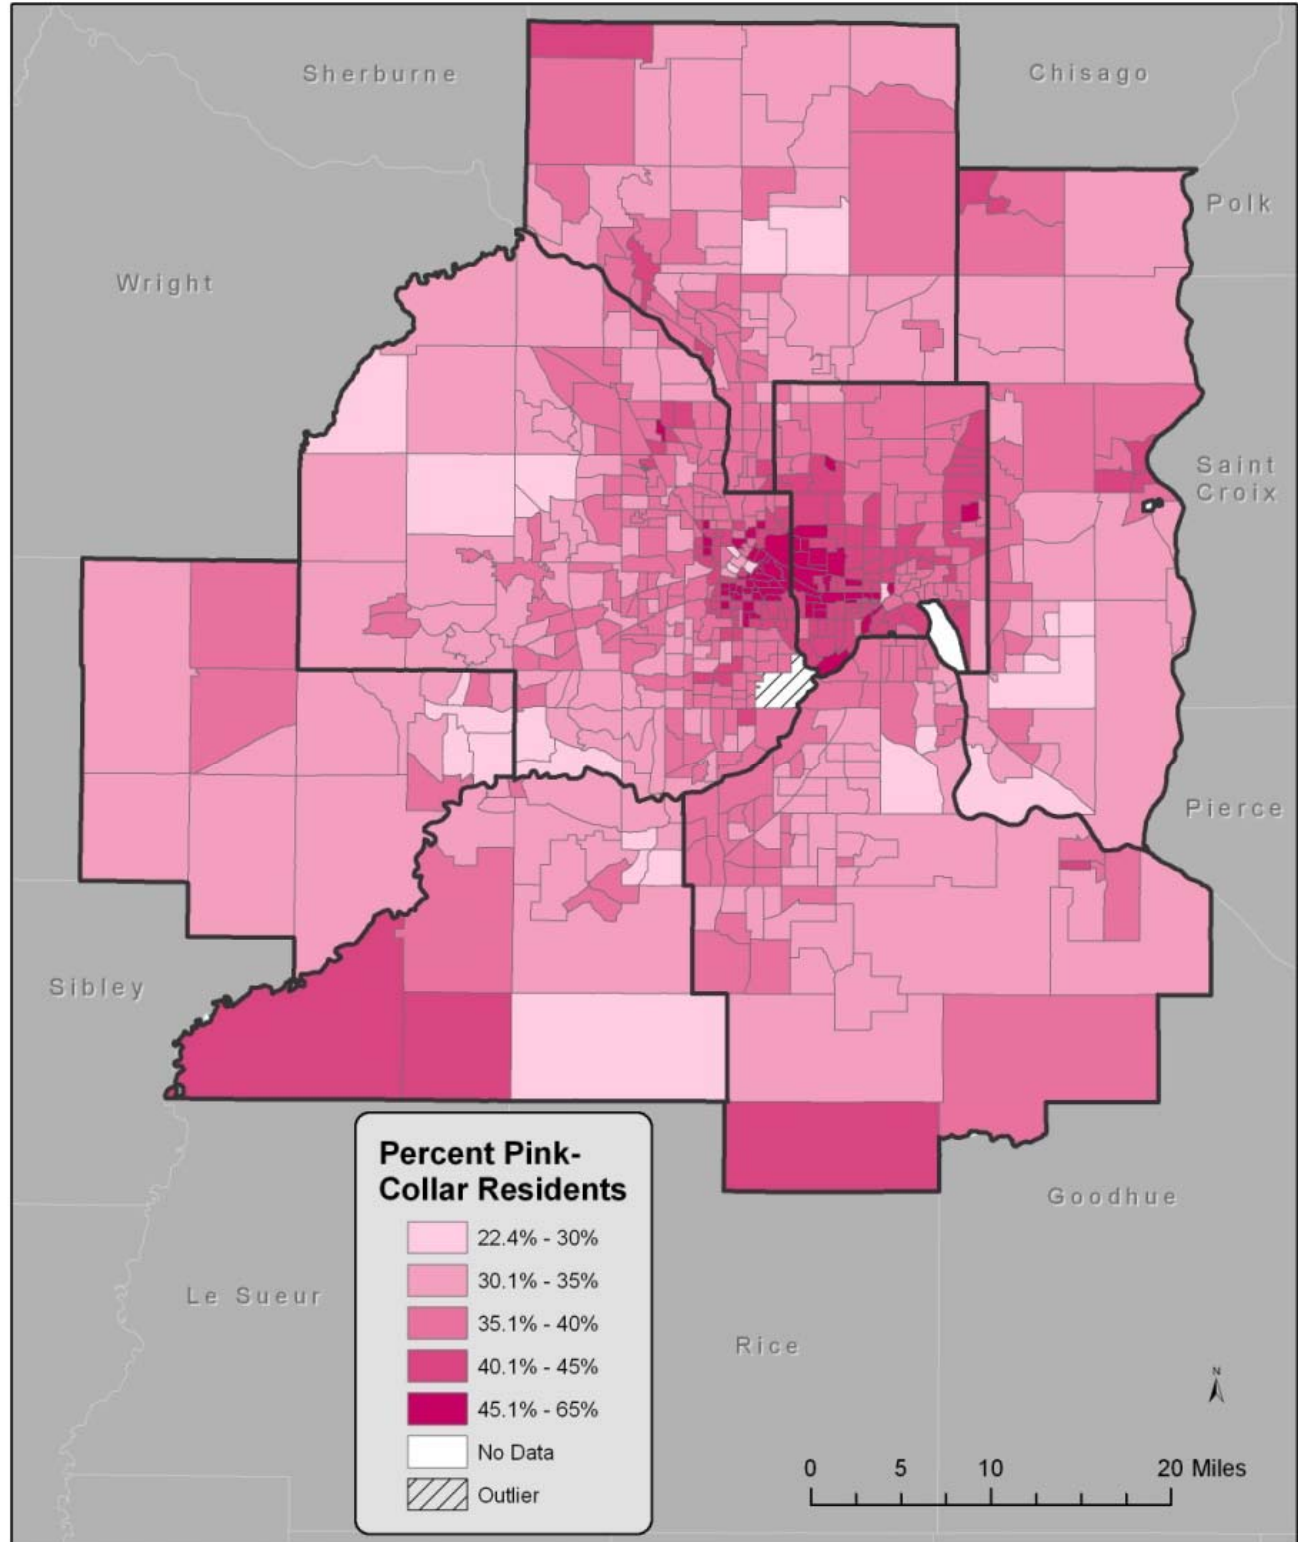 Sherburne
Chisago
Polk
Wright
Saint
Croix
Pierce
Sibley
Percent Pink-
Collar Residents
22.4% - 30%
30.1% - 35%
35.1% - 40%
40.1% - 45%
45.1% - 65%
No Data
Outlier
Goodhue
Le Sueur
Rice
N
0 5 10 20 Miles